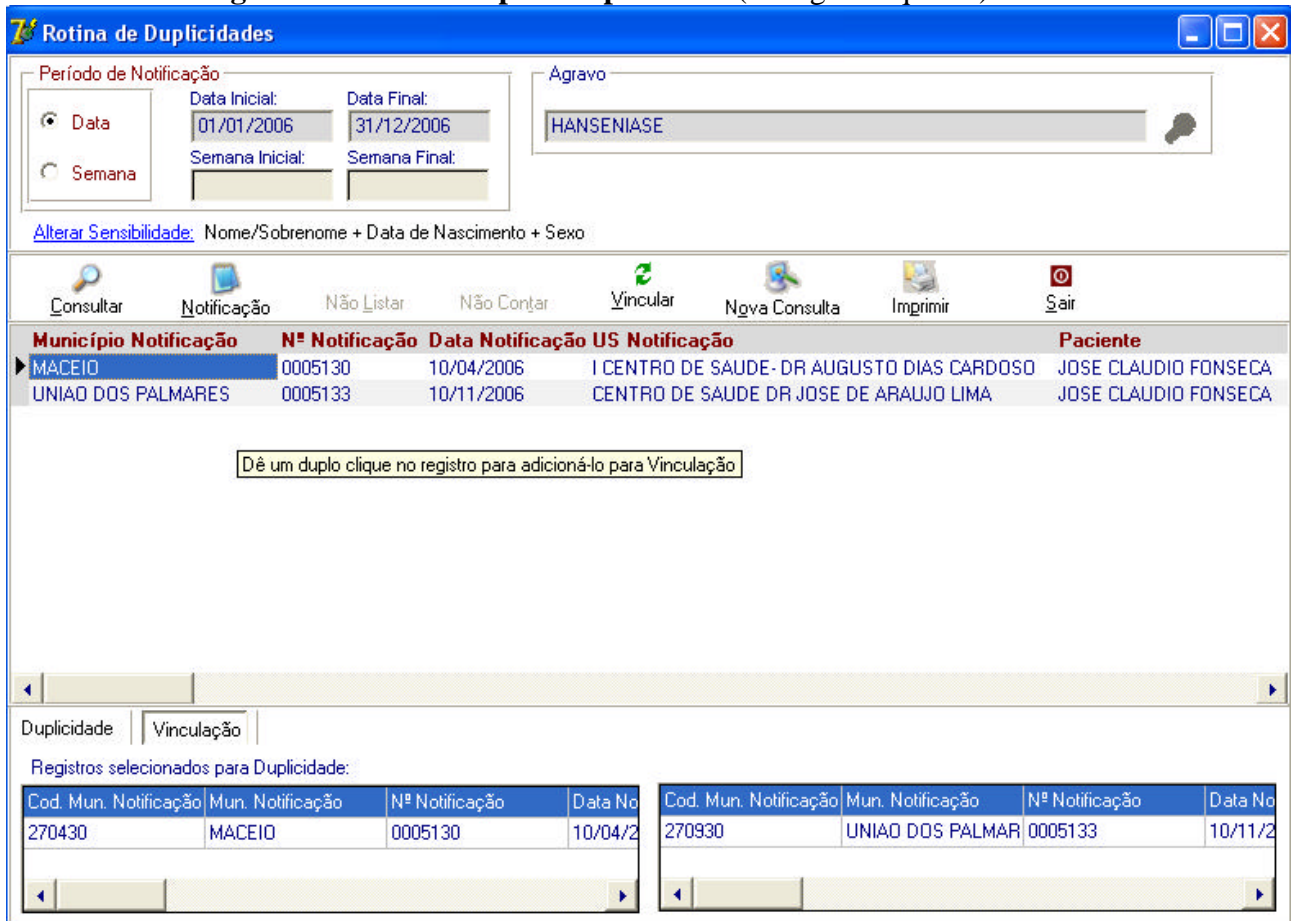 Rotina de Duplicidades
Período de Notificação
Data
Semana
Data Inicial: Data Final:
01/01/2006 31/12/2006
Semana Inicial: Semana Final:
Agravo
HANSENIASE
Alterar Sensibilidade: Nome/Sobrenome + Data de Nascimento + Sexo
Consultar Notificação Não Listar Não Contar Vincular Nova Consulta Imprimir Sair
Município Notificação Nº Notificação Data Notificação US Notificação Paciente
MACEIO 0005130 10/04/2006 I CENTRO DE SAUDE- DR AUGUSTO DIAS CARDOSO JOSE CLAUDIO FONSECA
UNIAO DOS PALMARES 0005133 10/11/2006 CENTRO DE SAUDE DR JOSE DE ARAUJO LIMA JOSE CLAUDIO FONSECA
Dê um duplo clique no registro para adicioná-lo para Vinculação
Duplicidade Vinculação
Registros selecionados para Duplicidade:
Cod. Mun. Notificação Mun. Notificação Nº Notificação Data No
270430 MACEIO 0005130 10/04/2
Cod. Mun. Notificação Mun. Notificação Nº Notificação Data No
270930 UNIAO DOS PALMAR 0005133 10/11/2